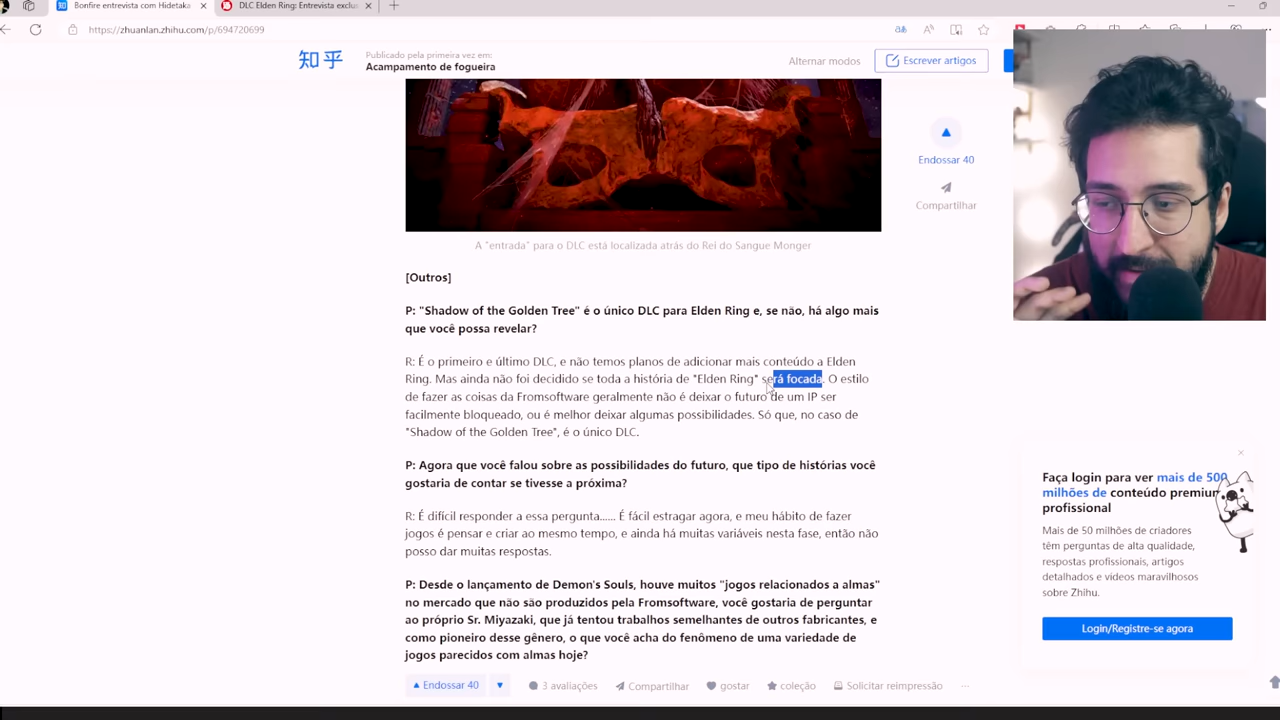 Bonfire entrevista com Hidetaka
DLC Elden Ring: Entrevista exclus
https://zhuanlan.zhihu.com/p/694720699
知乎
Publicado pela primeira vez em:
Acampamento de fogueira
Alternar modos
Escrever artigos
Endossar 40
Compartilhar
A "entrada" para o DLC está localizada atrás do Rei do Sangue Monger
[Outros]
P: "Shadow of the Golden Tree" é o único DLC para Elden Ring e, se não, há algo mais
que você possa revelar?
R: É o primeiro e último DLC, e não temos planos de adicionar mais conteúdo a Elden
Ring. Mas ainda não foi decidido se toda a história de "Elden Ring" será focada. O estilo
de fazer as coisas da Fromsoftware geralmente não é deixar o futuro de um IP ser
facilmente bloqueado, ou é melhor deixar algumas possibilidades. Só que, no caso de
"Shadow of the Golden Tree", é o único DLC.
P: Agora que você falou sobre as possibilidades do futuro, que tipo de histórias você
gostaria de contar se tivesse a próxima?
R: É difícil responder a essa pergunta...... É fácil estragar agora, e meu hábito de fazer
jogos é pensar e criar ao mesmo tempo, e ainda há muitas variáveis nesta fase, então não
posso dar muitas respostas.
P: Desde o lançamento de Demon's Souls, houve muitos "jogos relacionados a almas"
no mercado que não são produzidos pela Fromsoftware, você gostaria de perguntar
ao próprio Sr. Miyazaki, que já tentou trabalhos semelhantes de outros fabricantes, e
como pioneiro desse gênero, o que você acha do fenômeno de uma variedade de
jogos parecidos com almas hoje?
Endossar 40
3 avaliações
Compartilhar
gostar
coleção
Solicitar reimpressão
Faça login para ver mais de 500
milhões de conteúdo premium
profissional
Mais de 50 milhões de criadores
têm perguntas de alta qualidade,
respostas profissionais, artigos
detalhados e vídeos maravilhosos
sobre Zhihu.
Login/Registre-se agora